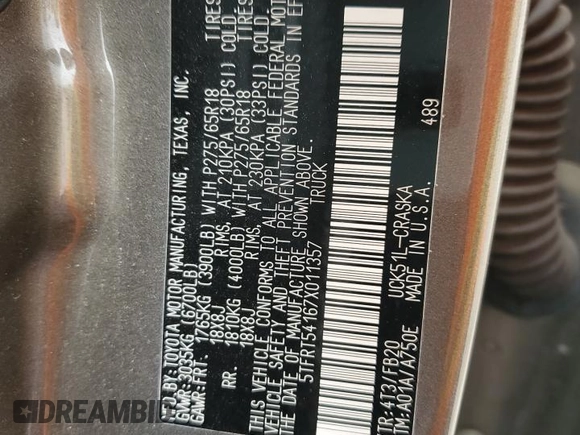 MFD.BY:TOYOTA MOTOR MANUFACTURING, TEXAS, INC.
GVWR:3035KG (6700LB)
GAWR:FRT. 1765KG (3900LB) WITH P275/65R18 TIRES
18X8J RIMS, AT 210KPA (30PSI) COLD
RR. 1810KG (4000LB) WITH P275/65R18 TIRES
18X8J RIMS, AT 230KPA (33PSI) COLD
THIS VEHICLE CONFORMS TO ALL APPLICABLE FEDERAL MOTOR
VEHICLE SAFETY AND THEFT PREVENTION STANDARDS IN EF
THE DATE OF MANUFACTURE SHOWN ABOVE.
5TFRT54167X011357 TRUCK
UCK51L-CRASKA 489
TR:4T3/FB20
TM:A01A/A750E MADE IN U.S.A.
DREAMBID